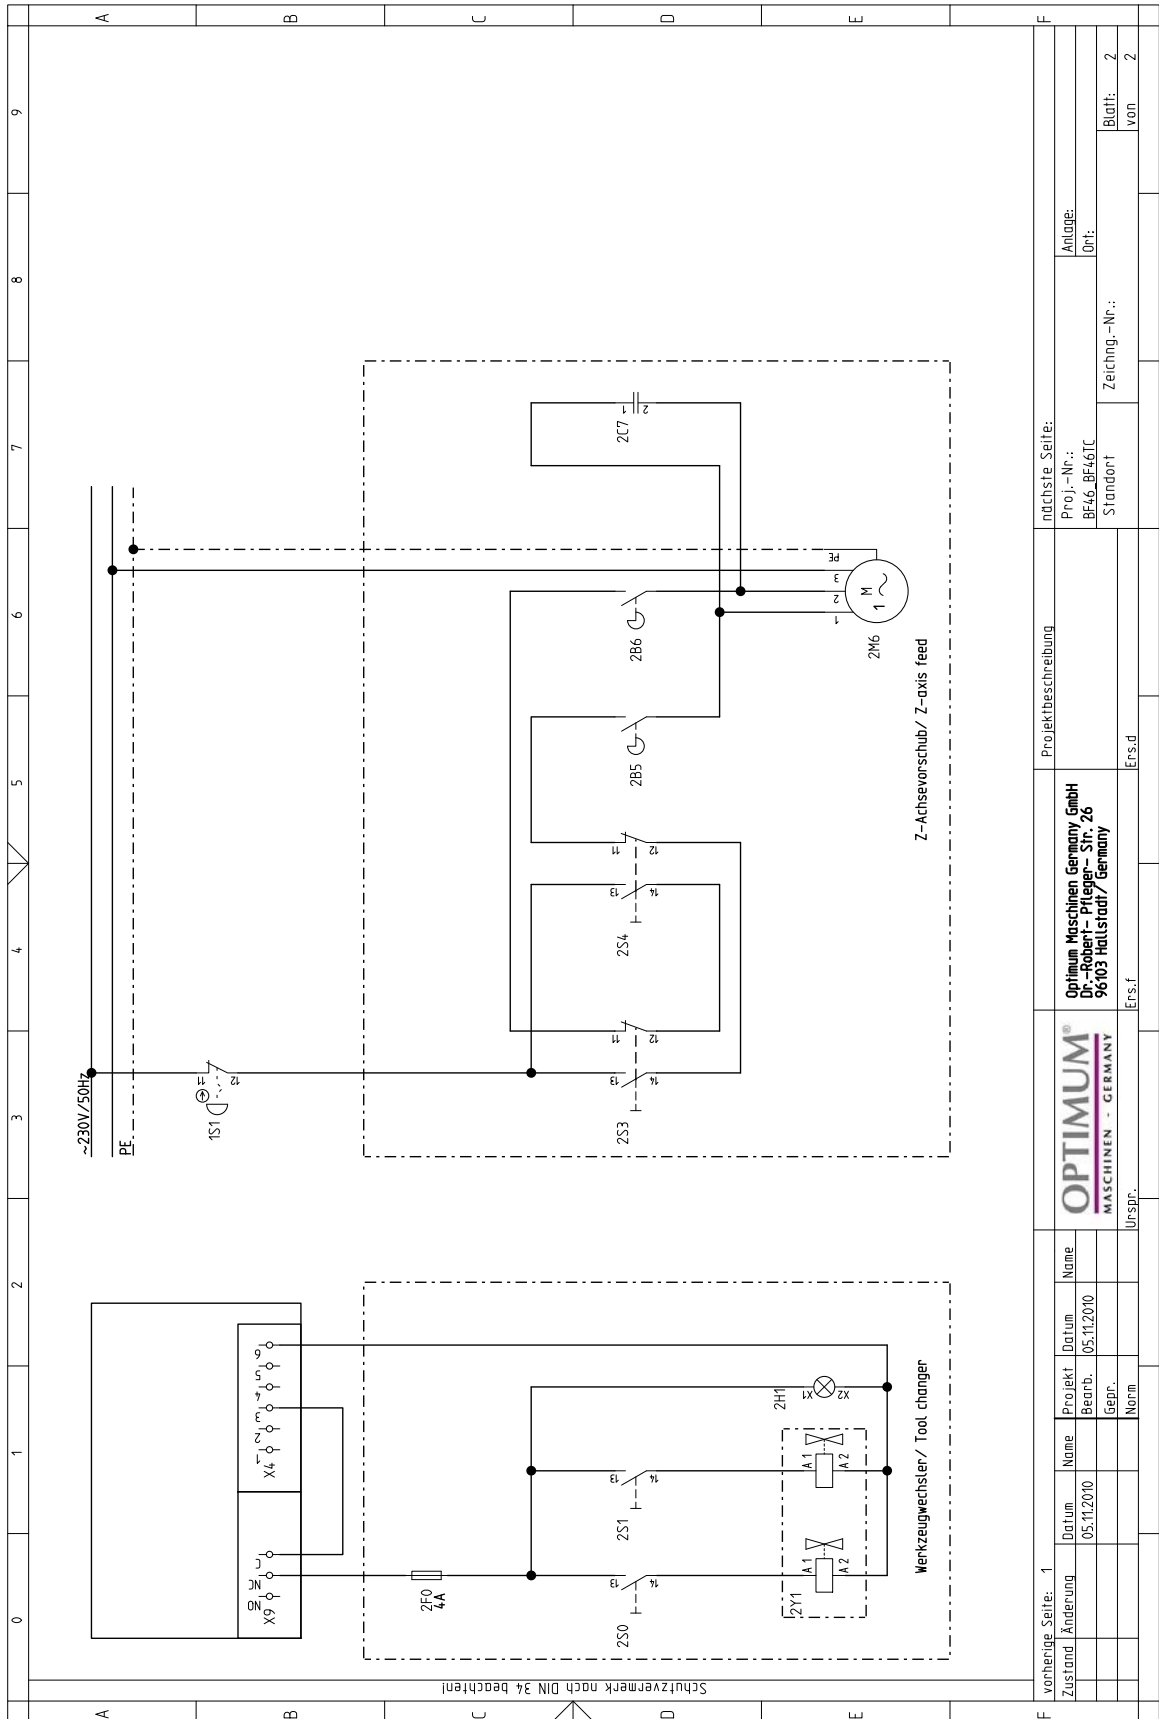 0 1 2 3 4 5 6 7 8 9
A
A
B
B
C
C
D
D
E
E
F
F
Schutzvermerk nach DIN 34 beachten!
X9
NO NC C
X4
1 2 3 4 5 6
2F0
4A
2S0
13
14
2S1
13
14
2Y1
A 1
A 2
A 1
A 2
2H1
X1
X2
Werkzeugwechsler/ Tool changer
~230V/50Hz
PE
1S1
11
12
2S3
13
14
11
12
2S4
13
14
11
12
2B5
2B6
2C7
1
2
2M6
1 2 3 PE
M
1
Z-Achsevorschub/ Z-axis feed
vorherige Seite: 1
Zustand Änderung Datum Name
05.11.2010
Projekt Datum Name
Bearb. 05.11.2010
Gepr.
Norm
Urspr.
Ers.f
Ers.d
OPTIMUM®
MASCHINEN - GERMANY
Optimum Maschinen Germany GmbH
Dr.-Robert- Pfleger- Str. 26
96103 Hallstadt/ Germany
Projektbeschreibung
nächste Seite:
Proj.-Nr.:
BF46_BF46TC
Standort
Zeichng.-Nr.:
Anlage:
Ort:
Blatt: 2
von 2